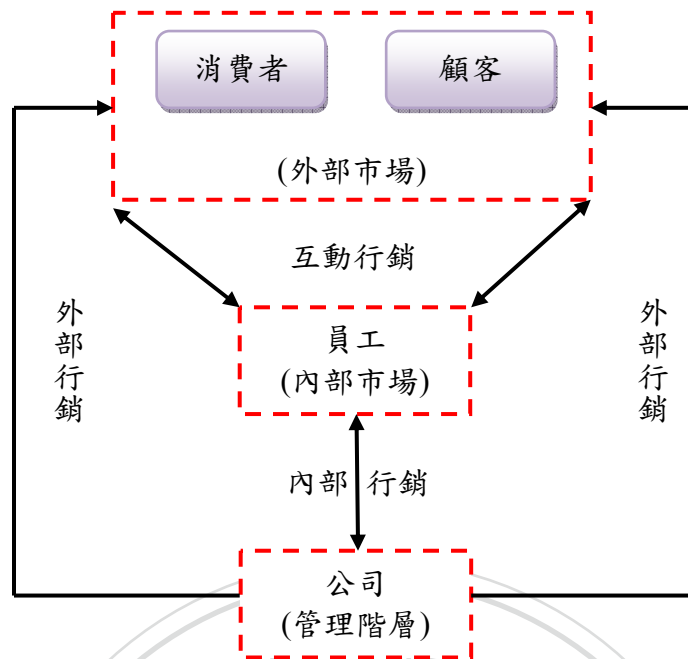 消費者
顧客
(外部市場)
互動行銷
外部行銷
外部行銷
員工
(內部市場)
內部行銷
公司
(管理階層)